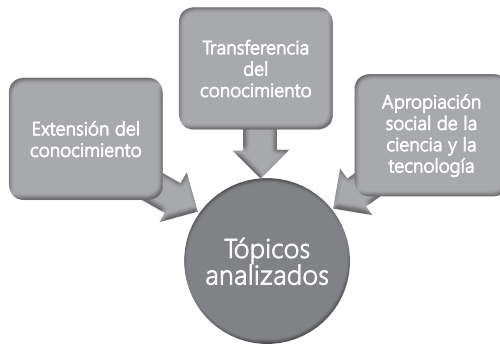 Transferencia
del
conocimiento
Extensión del
conocimiento
Apropiación
social de la
ciencia y la
tecnología
Tópicos
analizados